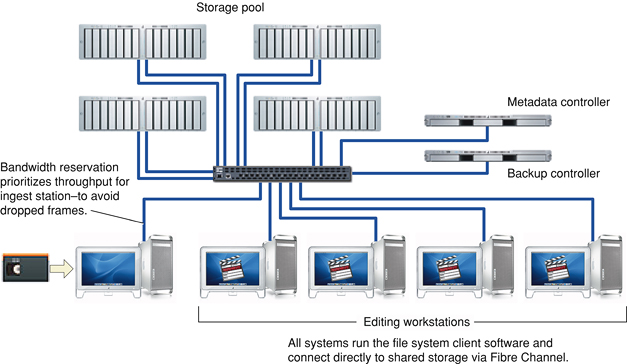 Storage pool
Metadata controller
Backup controller
Bandwidth reservation
prioritizes throughput for
ingest station–to avoid
dropped frames.
Editing workstations
All systems run the file system client software and
connect directly to shared storage via Fibre Channel.